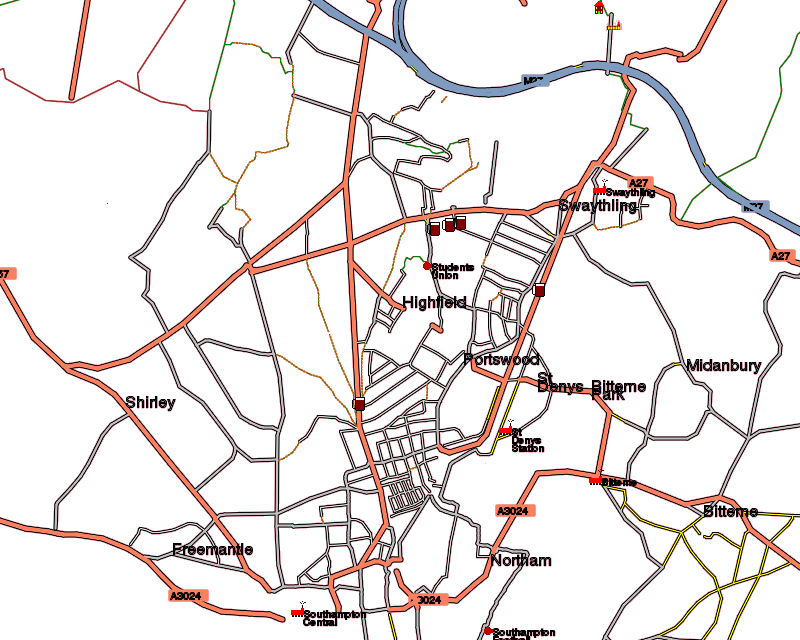 M27
A27
Swaythling
Swaythling
M27
A27
Students
Union
Highfield
Portswood
Midanbury
St
Denys
Bitterne
Park
Shirley
St
Denys
Station
Bitterne
A3024
Bitterne
Freemantle
Northam
A3024
3024
Southampton
Central
Southampton